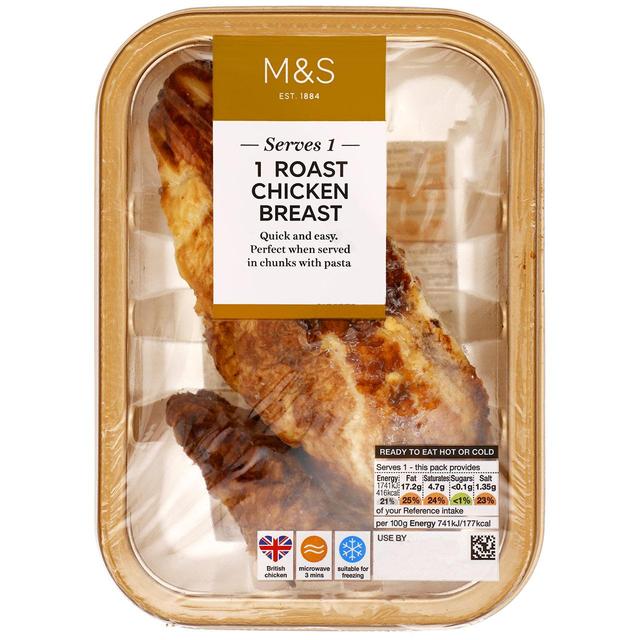 M&S
EST. 1884
— Serves 1 —
1 ROAST
CHICKEN
BREAST
Quick and easy.
Perfect when served
in chunks with pasta
READY TO EAT HOT OR COLD
Serves 1 - this pack provides
Energy Fat Saturates Sugars Salt
1741kJ 17.2g 4.7g <0.1g 1.35g
416kcal
21% 25% 24% <1% 23%
of your Reference intake
per 100g Energy 741kJ/177kcal
USE BY
British
chicken
microwave
3 mins
suitable for
freezing